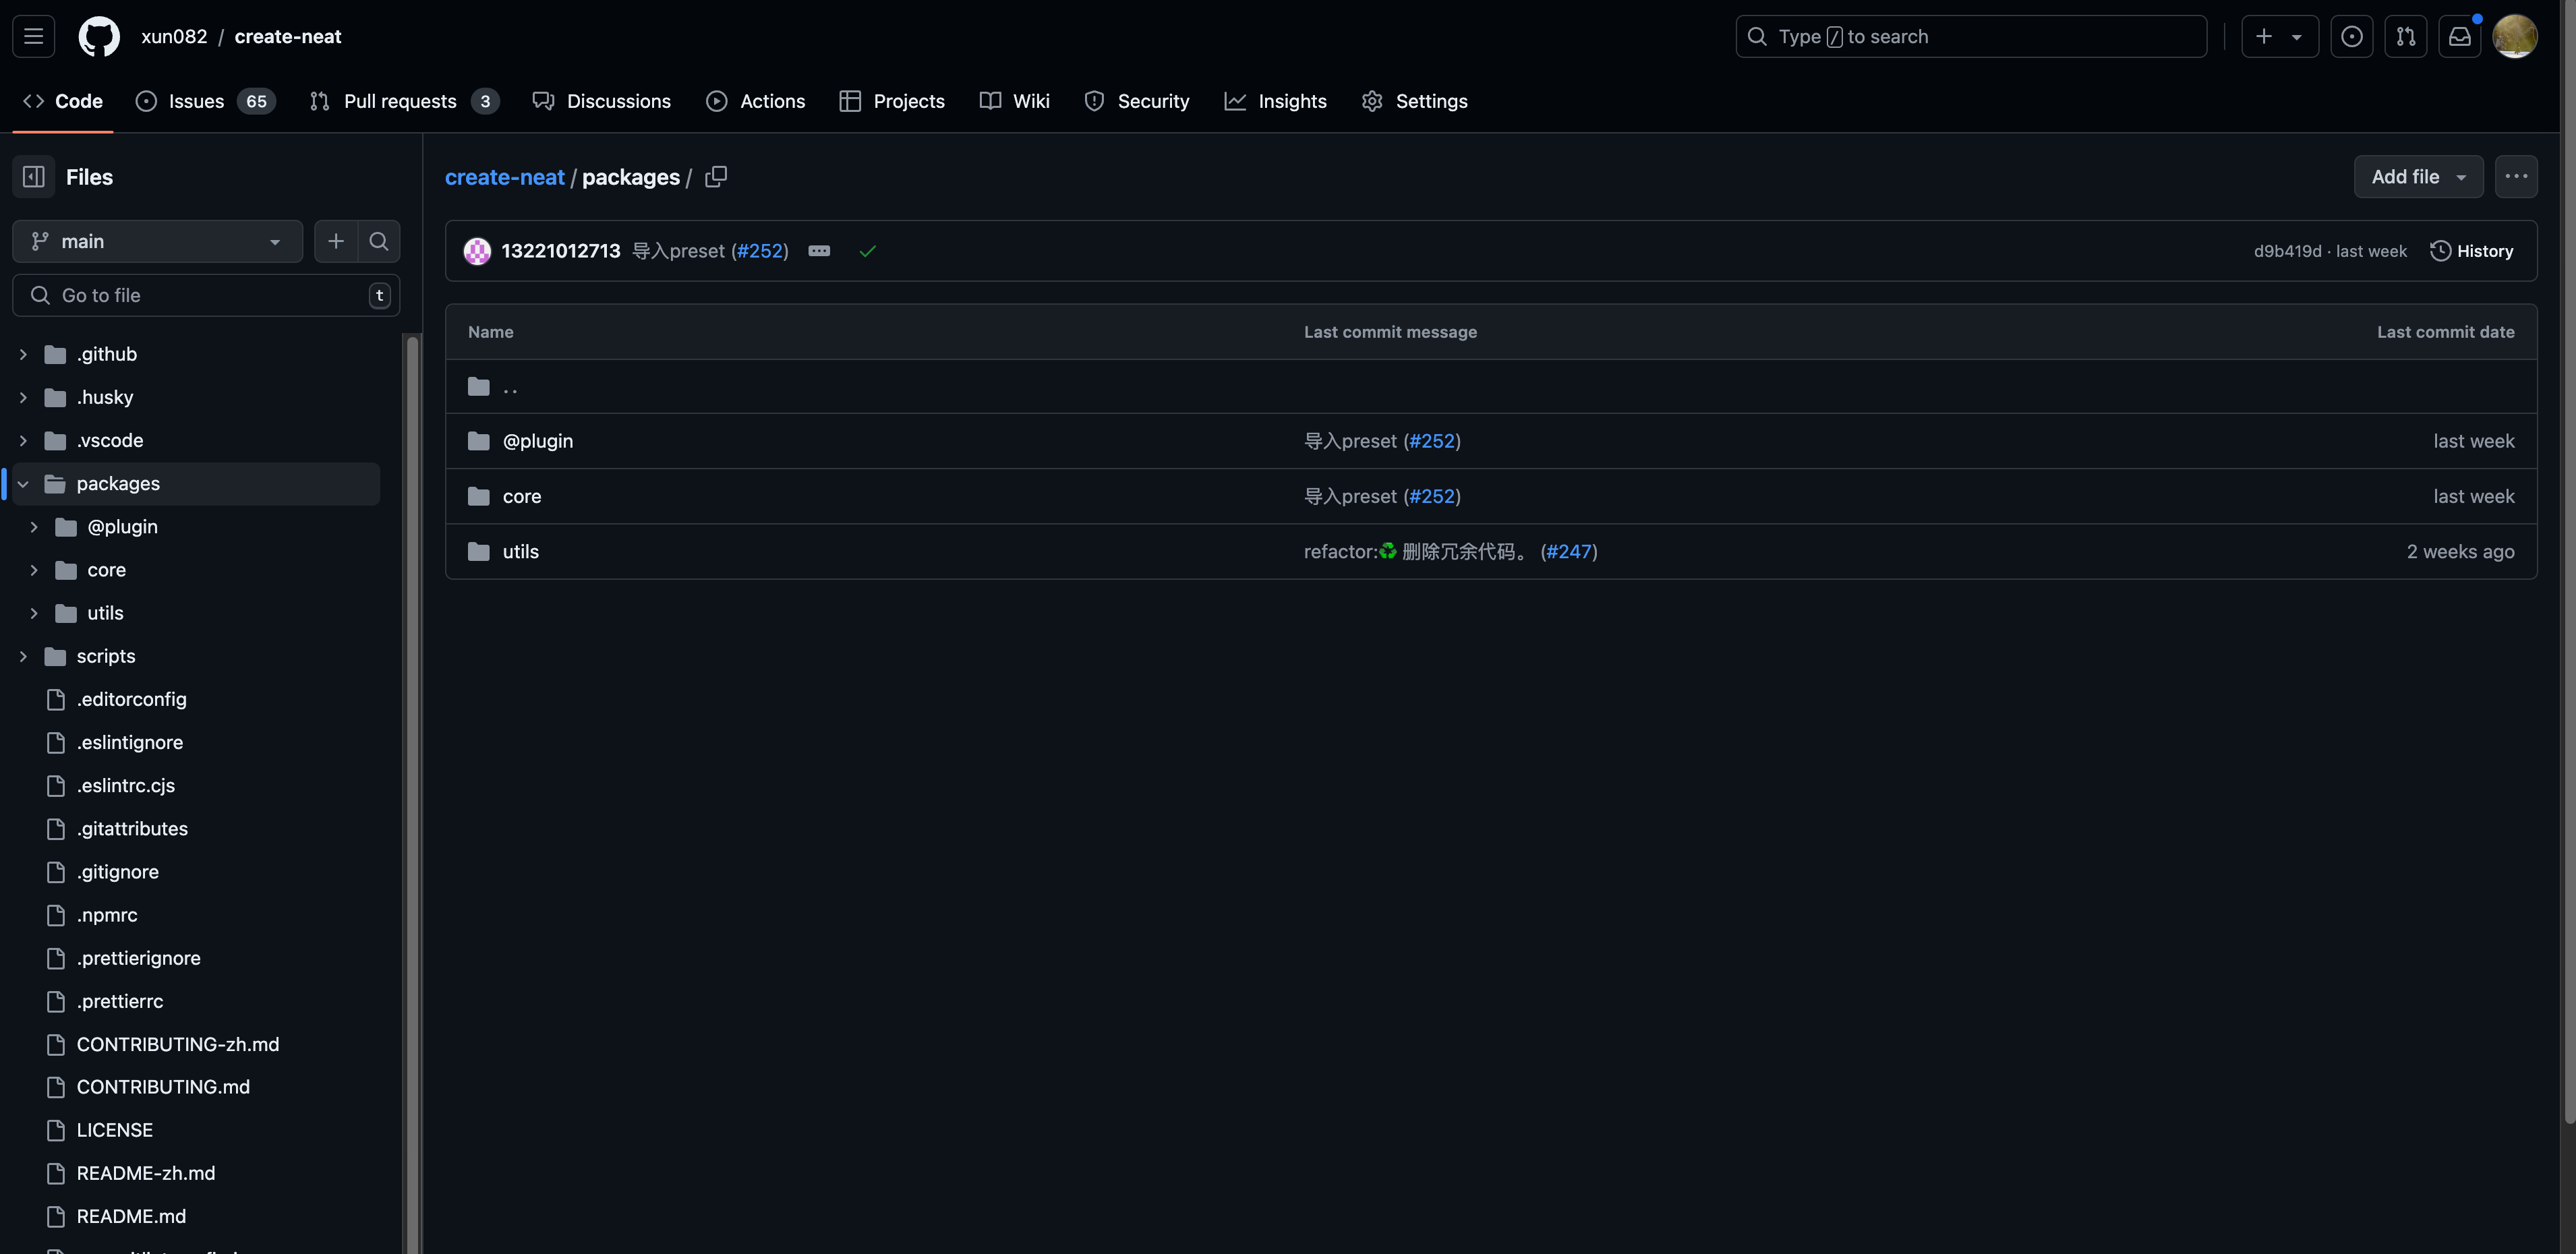 xun082 / create-neat
Type / to search
Code
Issues 65
Pull requests 3
Discussions
Actions
Projects
Wiki
Security
Insights
Settings
Files
main
Go to file
t
.github
.husky
.vscode
packages
@plugin
core
utils
scripts
.editorconfig
.eslintignore
.eslintrc.cjs
.gitattributes
.gitignore
.npmrc
.prettierignore
.prettierrc
CONTRIBUTING-zh.md
CONTRIBUTING.md
LICENSE
README-zh.md
README.md
create-neat / packages /
Add file
13221012713 导入preset (#252)
d9b419d · last week
History
Name Last commit message Last commit date
..
@plugin 导入preset (#252) last week
core 导入preset (#252) last week
utils refactor:♻️ 删除冗余代码。 (#247) 2 weeks ago